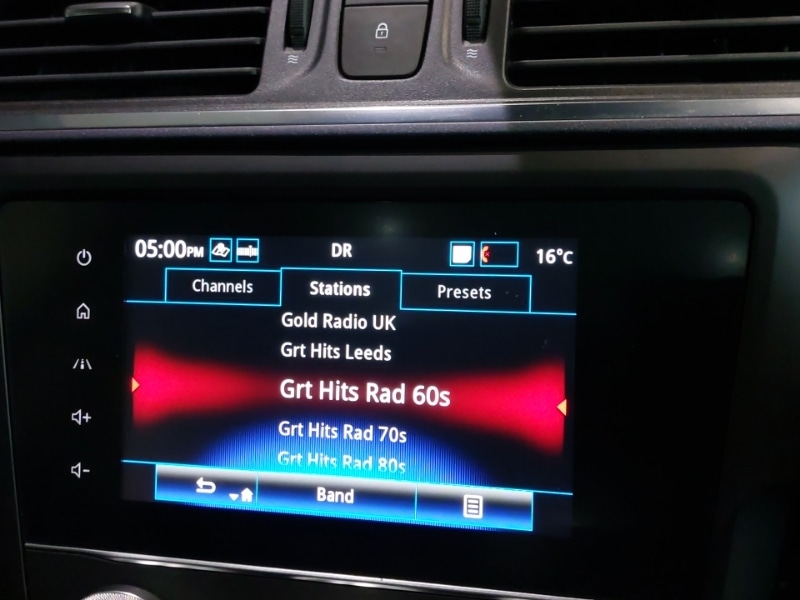 05:00PM DR 16°C
Channels Stations Presets
Gold Radio UK
Grt Hits Leeds
Grt Hits Rad 60s
Grt Hits Rad 70s
Grt Hits Rad 80s
Band